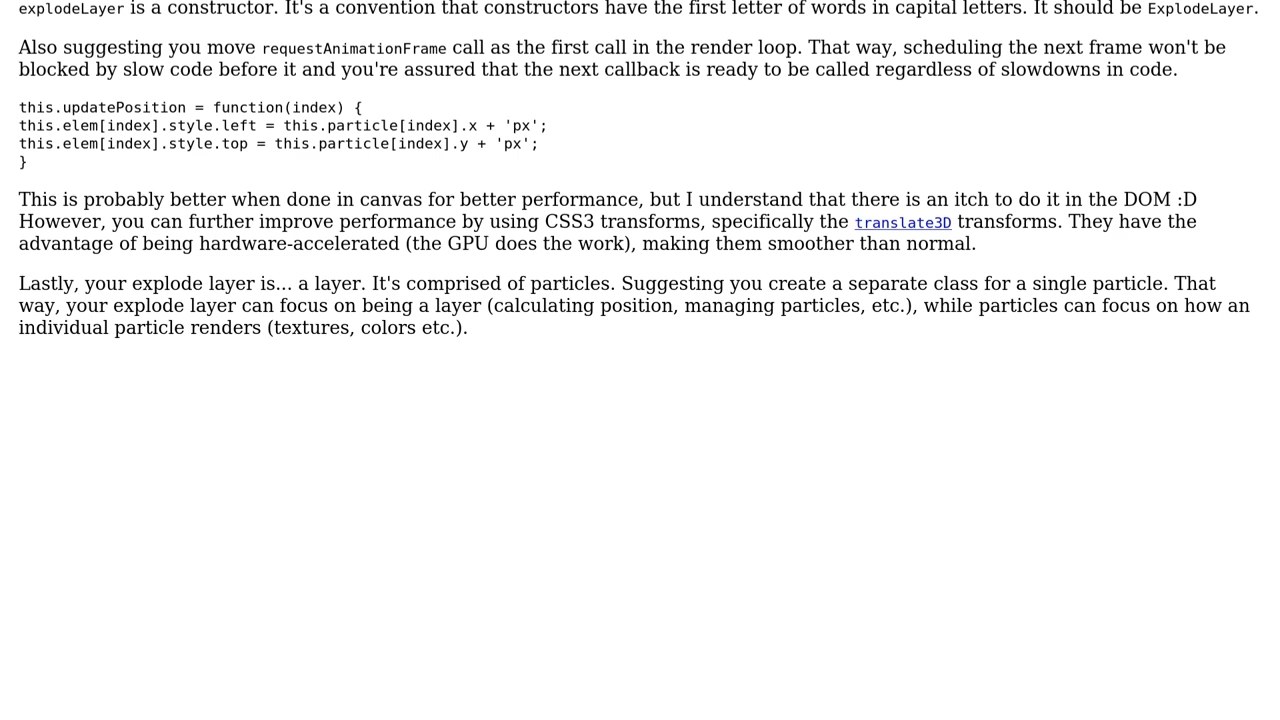 explodeLayer is a constructor. It's a convention that constructors have the first letter of words in capital letters. It should be ExplodeLayer.
Also suggesting you move requestAnimationFrame call as the first call in the render loop. That way, scheduling the next frame won't be
blocked by slow code before it and you're assured that the next callback is ready to be called regardless of slowdowns in code.
this.updatePosition = function(index) {
this.elem[index].style.left = this.particle[index].x + 'px';
this.elem[index].style.top = this.particle[index].y + 'px';
}
This is probably better when done in canvas for better performance, but I understand that there is an itch to do it in the DOM :D
However, you can further improve performance by using CSS3 transforms, specifically the translate3D transforms. They have the
advantage of being hardware-accelerated (the GPU does the work), making them smoother than normal.
Lastly, your explode layer is... a layer. It's comprised of particles. Suggesting you create a separate class for a single particle. That
way, your explode layer can focus on being a layer (calculating position, managing particles, etc.), while particles can focus on how an
individual particle renders (textures, colors etc.).